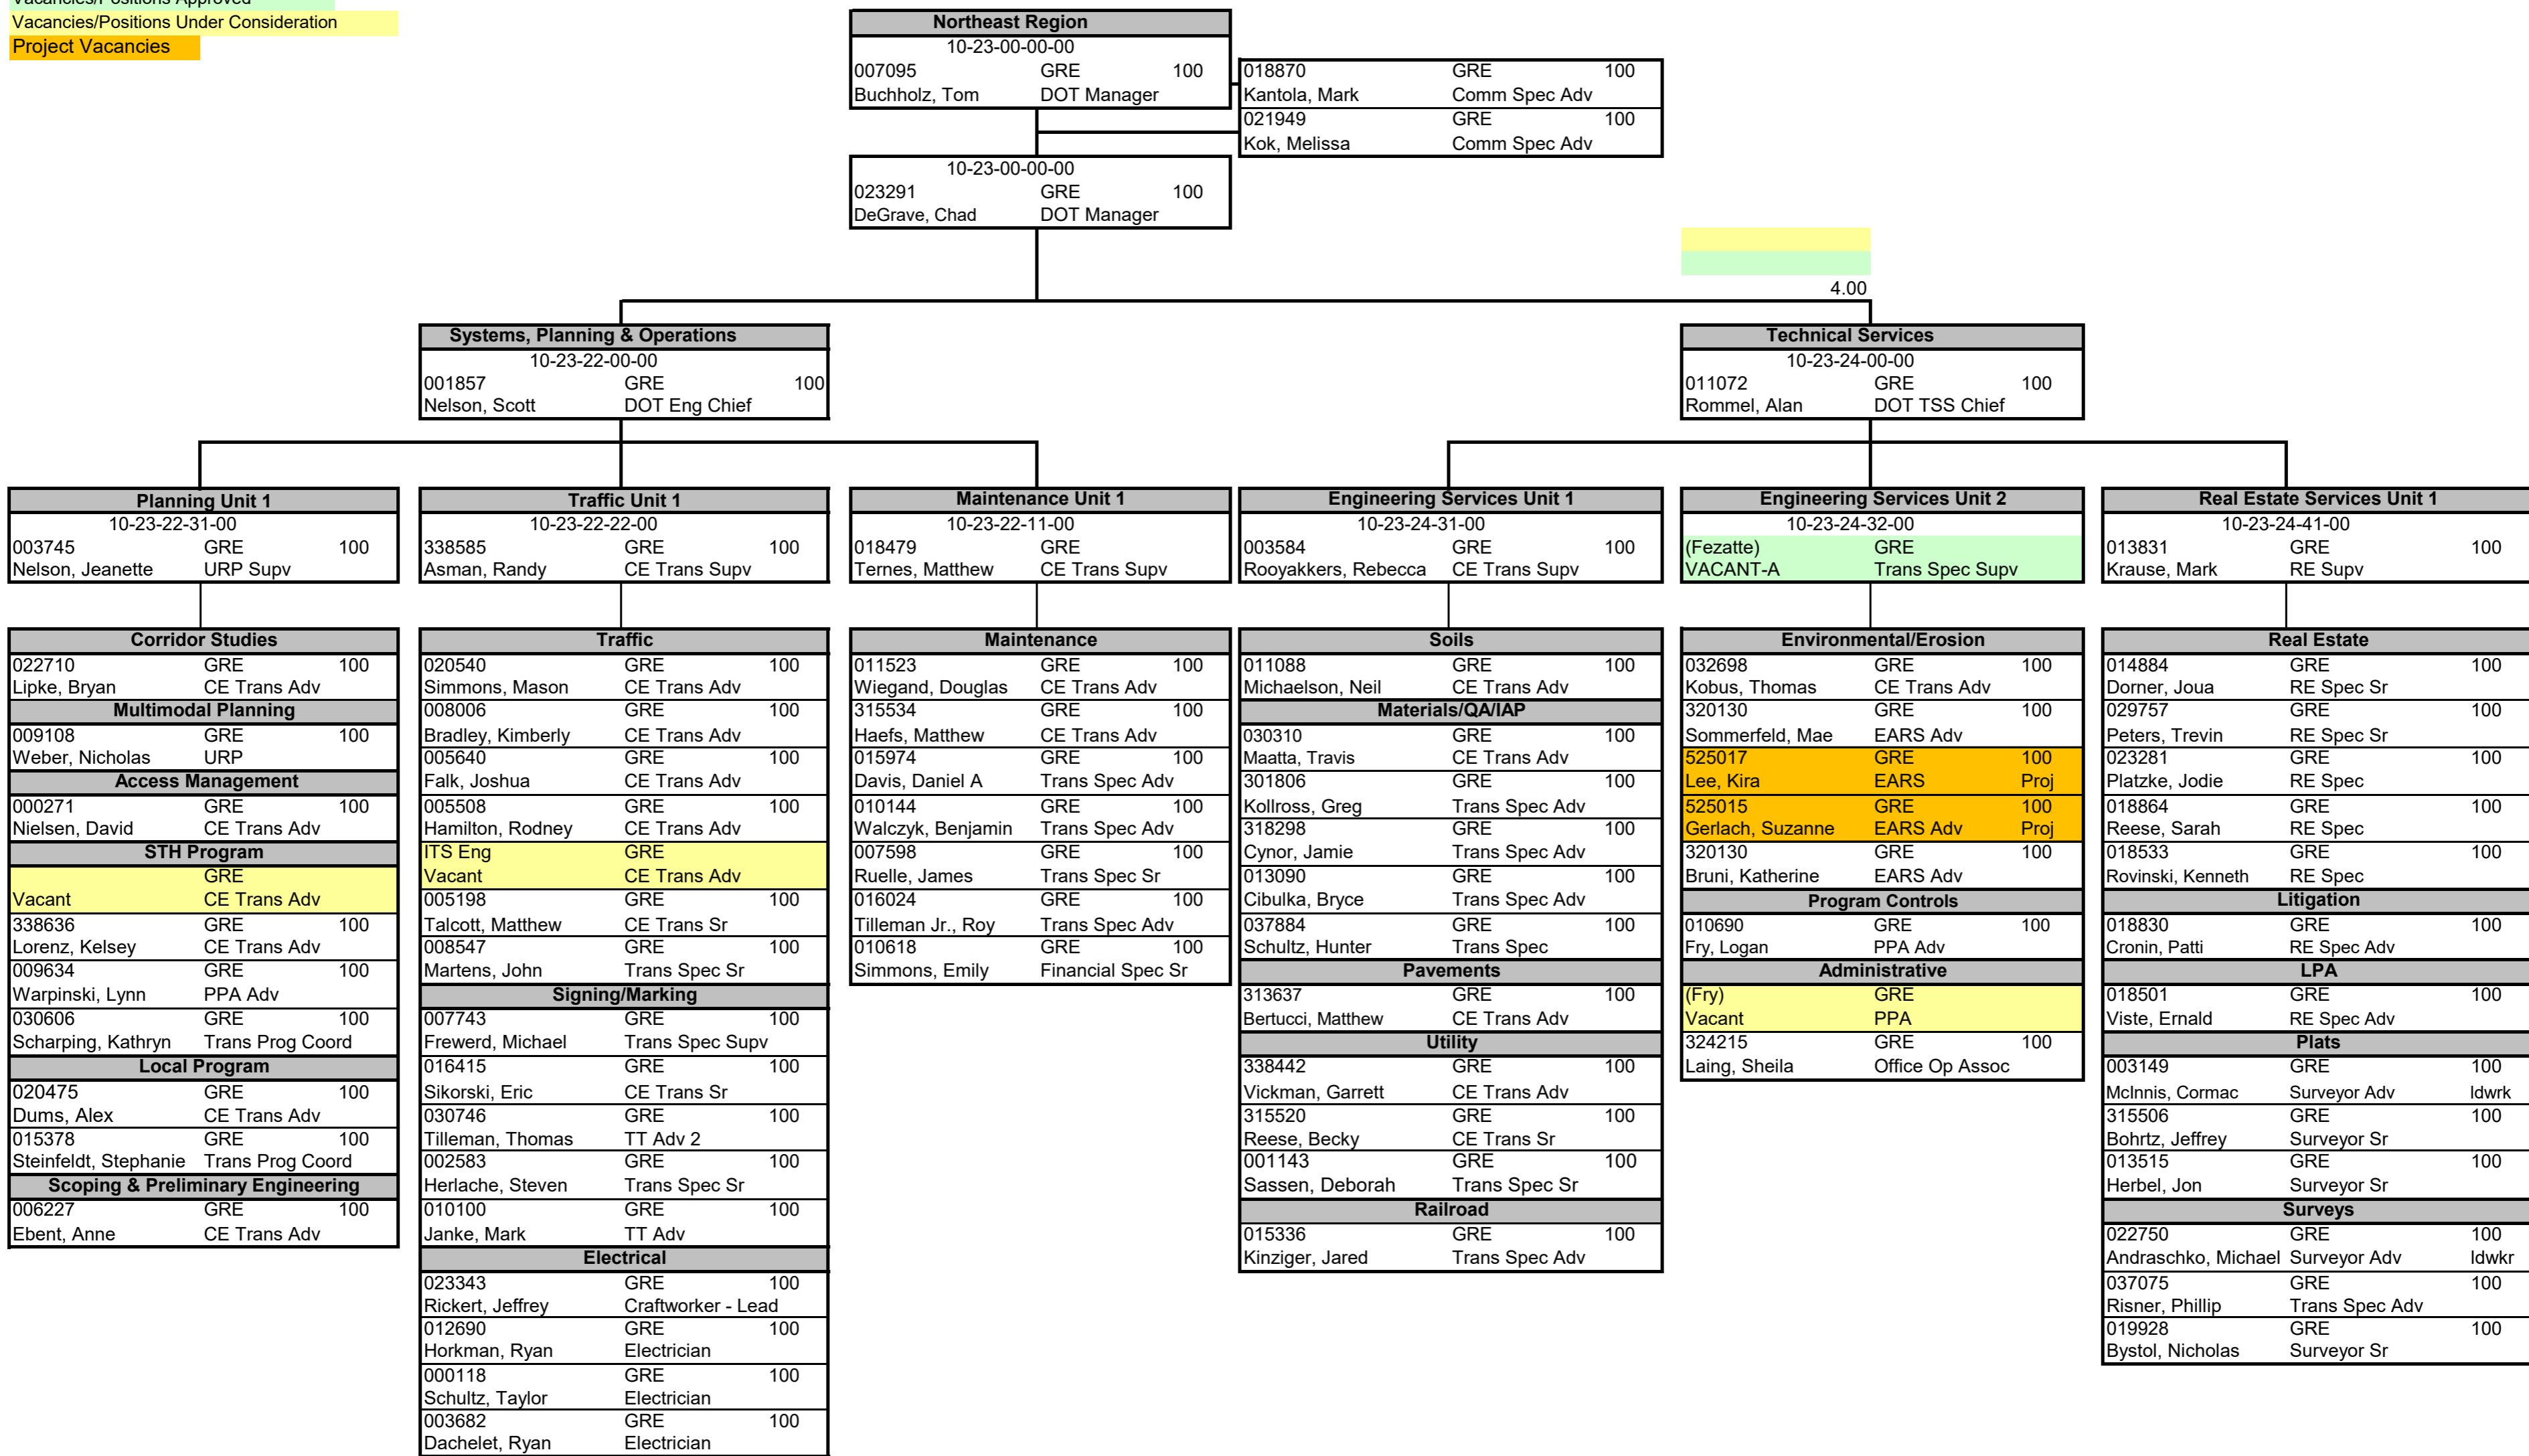 Vacancies/Positions Approved
Vacancies/Positions Under Consideration
Project Vacancies
Northeast Region
10-23-00-00-00
007095 GRE 100
Buchholz, Tom DOT Manager
018870 GRE 100
Kantola, Mark Comm Spec Adv
021949 GRE 100
Kok, Melissa Comm Spec Adv
10-23-00-00-00
023291 GRE 100
DeGrave, Chad DOT Manager
4.00
Systems, Planning & Operations
10-23-22-00-00
001857 GRE 100
Nelson, Scott DOT Eng Chief
Technical Services
10-23-24-00-00
011072 GRE 100
Rommel, Alan DOT TSS Chief
Planning Unit 1
10-23-22-31-00
003745 GRE 100
Nelson, Jeanette URP Supv
Corridor Studies
022710 GRE 100
Lipke, Bryan CE Trans Adv
Multimodal Planning
009108 GRE 100
Weber, Nicholas URP
Access Management
000271 GRE 100
Nielsen, David CE Trans Adv
STH Program
GRE
Vacant CE Trans Adv
338636 GRE 100
Lorenz, Kelsey CE Trans Adv
009634 GRE 100
Warpinski, Lynn PPA Adv
030606 GRE 100
Scharping, Kathryn Trans Prog Coord
Local Program
020475 GRE 100
Dums, Alex CE Trans Adv
015378 GRE 100
Steinfeldt, Stephanie Trans Prog Coord
Scoping & Preliminary Engineering
006227 GRE 100
Ebent, Anne CE Trans Adv
Traffic Unit 1
10-23-22-22-00
338585 GRE 100
Asman, Randy CE Trans Supv
Traffic
020540 GRE 100
Simmons, Mason CE Trans Adv
008006 GRE 100
Bradley, Kimberly CE Trans Adv
005640 GRE 100
Falk, Joshua CE Trans Adv
005508 GRE 100
Hamilton, Rodney CE Trans Adv
ITS Eng GRE
Vacant CE Trans Adv
005198 GRE 100
Talcott, Matthew CE Trans Sr
008547 GRE 100
Martens, John Trans Spec Sr
Signing/Marking
007743 GRE 100
Frewerd, Michael Trans Spec Supv
016415 GRE 100
Sikorski, Eric CE Trans Sr
030746 GRE 100
Tilleman, Thomas TT Adv 2
002583 GRE 100
Herlache, Steven Trans Spec Sr
010100 GRE 100
Janke, Mark TT Adv
Electrical
023343 GRE 100
Rickert, Jeffrey Craftworker - Lead
012690 GRE 100
Horkman, Ryan Electrician
000118 GRE 100
Schultz, Taylor Electrician
003682 GRE 100
Dachelet, Ryan Electrician
Maintenance Unit 1
10-23-22-11-00
018479 GRE
Ternes, Matthew CE Trans Supv
Maintenance
011523 GRE 100
Wiegand, Douglas CE Trans Adv
315534 GRE 100
Haefs, Matthew CE Trans Adv
015974 GRE 100
Davis, Daniel A Trans Spec Adv
010144 GRE 100
Walczyk, Benjamin Trans Spec Adv
007598 GRE 100
Ruelle, James Trans Spec Sr
016024 GRE 100
Tilleman Jr., Roy Trans Spec Adv
010618 GRE 100
Simmons, Emily Financial Spec Sr
Engineering Services Unit 1
10-23-24-31-00
003584 GRE 100
Rooyakkers, Rebecca CE Trans Supv
Soils
011088 GRE 100
Michaelson, Neil CE Trans Adv
Materials/QA/IAP
030310 GRE 100
Maatta, Travis CE Trans Adv
301806 GRE 100
Kollross, Greg Trans Spec Adv
318298 GRE 100
Cynor, Jamie Trans Spec Adv
013090 GRE 100
Cibulka, Bryce Trans Spec Adv
037884 GRE 100
Schultz, Hunter Trans Spec
Pavements
313637 GRE 100
Bertucci, Matthew CE Trans Adv
Utility
338442 GRE 100
Vickman, Garrett CE Trans Adv
315520 GRE 100
Reese, Becky CE Trans Sr
001143 GRE 100
Sassen, Deborah Trans Spec Sr
Railroad
015336 GRE 100
Kinziger, Jared Trans Spec Adv
Engineering Services Unit 2
10-23-24-32-00
(Fezatte) GRE
VACANT-A Trans Spec Supv
Environmental/Erosion
032698 GRE 100
Kobus, Thomas CE Trans Adv
320130 GRE 100
Sommerfeld, Mae EARS Adv
525017 GRE 100
Lee, Kira EARS Proj
525015 GRE 100
Gerlach, Suzanne EARS Adv Proj
320130 GRE 100
Bruni, Katherine EARS Adv
Program Controls
010690 GRE 100
Fry, Logan PPA Adv
Administrative
(Fry) GRE
Vacant PPA
324215 GRE 100
Laing, Sheila Office Op Assoc
Real Estate Services Unit 1
10-23-24-41-00
013831 GRE 100
Krause, Mark RE Supv
Real Estate
014884 GRE 100
Dorner, Joua RE Spec Sr
029757 GRE 100
Peters, Trevin RE Spec Sr
023281 GRE 100
Platzke, Jodie RE Spec
018864 GRE 100
Reese, Sarah RE Spec
018533 GRE 100
Rovinski, Kenneth RE Spec
Litigation
018830 GRE 100
Cronin, Patti RE Spec Adv
LPA
018501 GRE 100
Viste, Ernald RE Spec Adv
Plats
003149 GRE 100
McInnis, Cormac Surveyor Adv ldwrk
315506 GRE 100
Bohrtz, Jeffrey Surveyor Sr
013515 GRE 100
Herbel, Jon Surveyor Sr
Surveys
022750 GRE 100
Andraschko, Michael Surveyor Adv ldwkr
037075 GRE 100
Risner, Phillip Trans Spec Adv
019928 GRE 100
Bystol, Nicholas Surveyor Sr